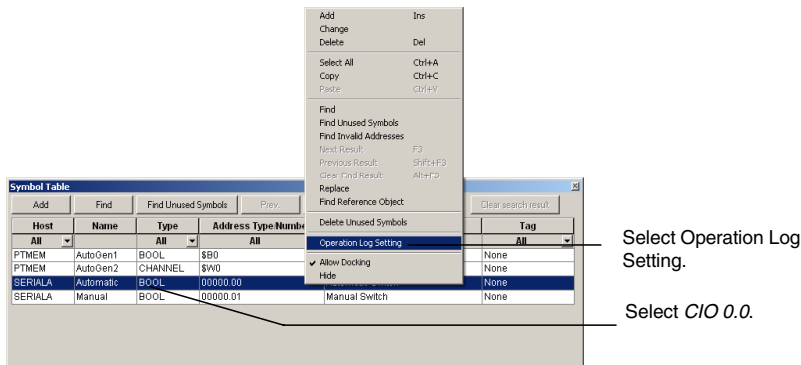 Add Ins
Change
Delete Del
Select All Ctrl+A
Copy Ctrl+C
Paste Ctrl+V
Find
Find Unused Symbols
Find Invalid Addresses
Next Result F3
Previous Result Shift+F3
Clear Find Result Alt+F3
Replace
Find Reference Object
Delete Unused Symbols
Operation Log Setting
Allow Docking
Hide
Symbol Table
Add Find Find Unused Symbols Prev. Clear search result
Host Name Type Address Type/Numbe Tag
All All All All
PTMEM AutoGen1 BOOL $B0 None
PTMEM AutoGen2 CHANNEL $W0 None
SERIALA Automatic BOOL 00000.00 None
SERIALA Manual BOOL 00000.01 Manual Switch None
Select Operation Log
Setting.
Select CIO 0.0.